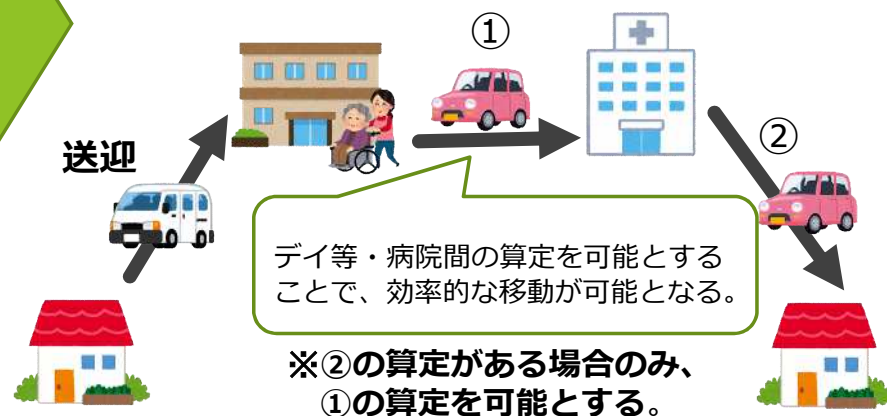 ①
送迎
②
デイ等・病院間の算定を可能とする
ことで、効率的な移動が可能となる。
※②の算定がある場合のみ、
①の算定を可能とする。